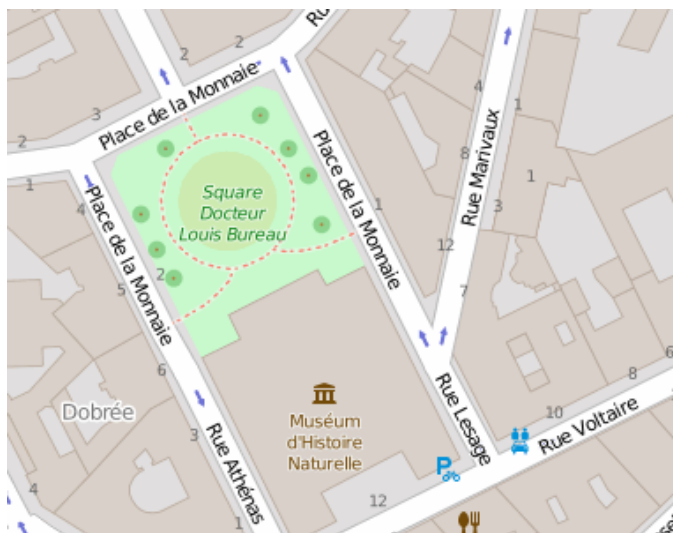 Place de la Monnaie
Place de la Monnaie
Place de la Monnaie
Square
Docteur
Louis Bureau
Rue Marivaux
Rue Lesage
Rue Voltaire
Rue Athénas
Muséum
d'Histoire
Naturelle
Dobrée
2
2
3
2
1
4
5
2
6
3
4
1
12
1
4
8
12
1
1
3
7
10
8
6
P